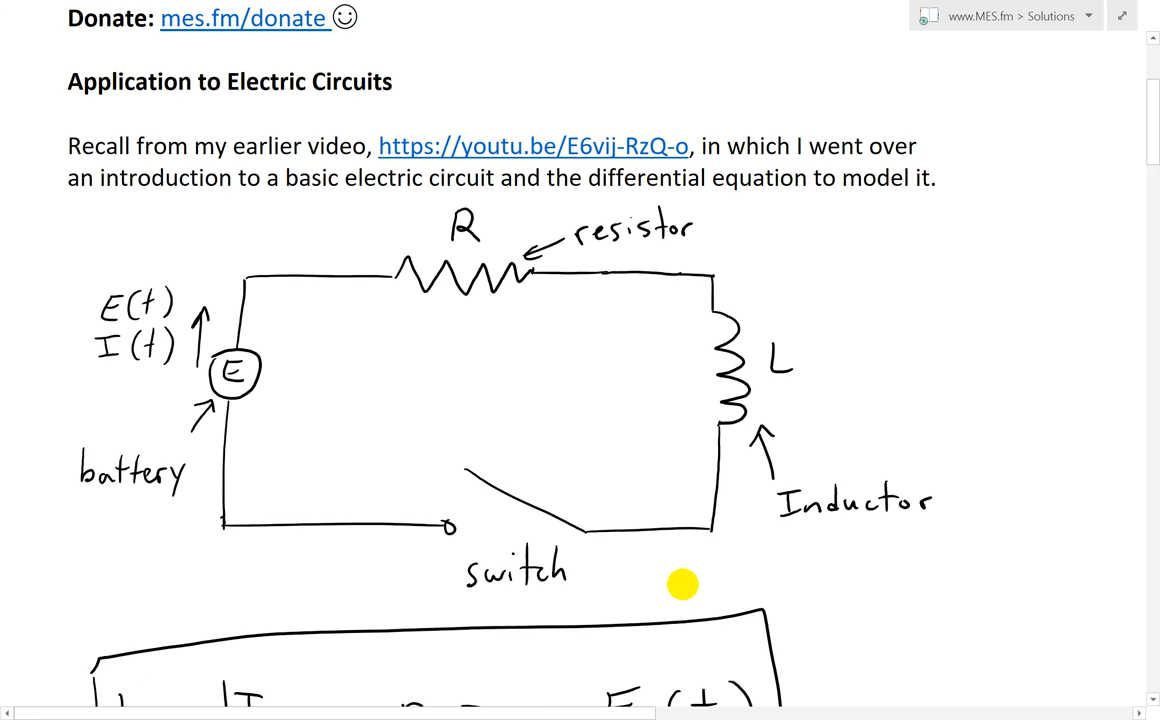 Donate: mes.fm/donate
www.MES.fm > Solutions
Application to Electric Circuits
Recall from my earlier video, https://youtu.be/E6vij-RzQ-o, in which I went over
an introduction to a basic electric circuit and the differential equation to model it.
R
resistor
E(t)
I(t)
E
L
battery
Inductor
switch